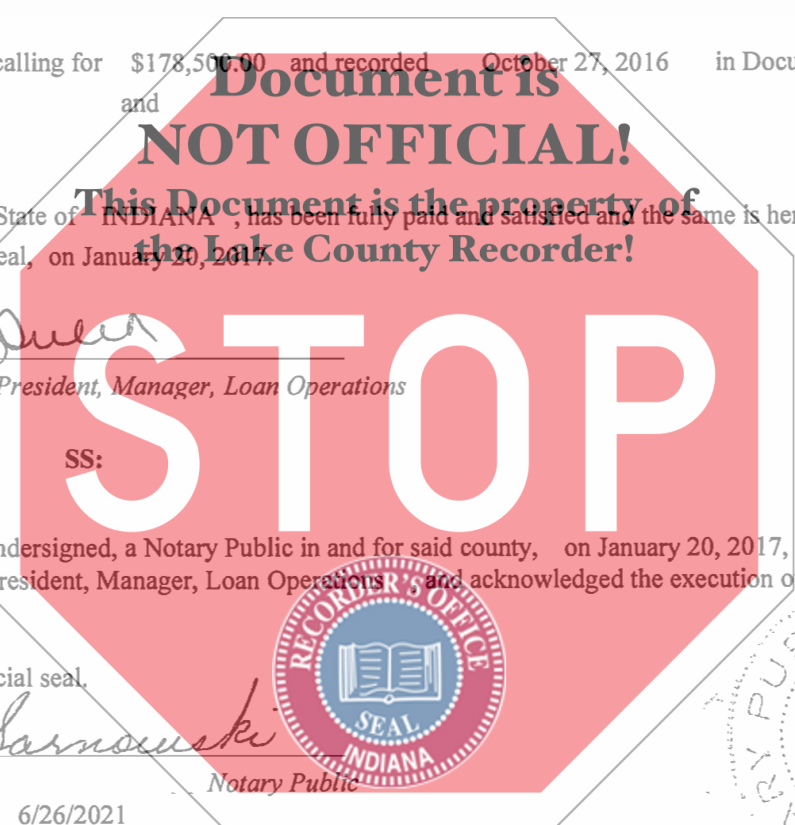 calling for $178,500.00 and recorded October 27, 2016 in Docu
Document is
and
NOT OFFICIAL!
This Document is the property of
State of INDIANA , has been fully paid and satisfied and the same is her
the Lake County Recorder!
eal, on January 20, 2017.
President, Manager, Loan Operations
STOP
SS:
ndersigned, a Notary Public in and for said county, on January 20, 2017,
resident, Manager, Loan Operations , and acknowledged the execution o
RECORDER'S OFFICE
SEAL
INDIANA
cial seal.
Sarnowski
Notary Public
6/26/2021
RY PUB